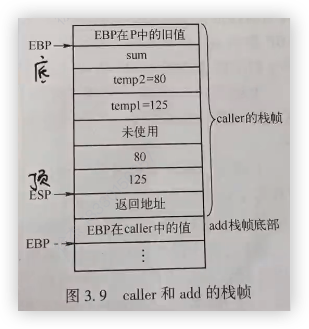 EBP在P中的旧值
EBP
底
sum
temp2=80
temp1=125
caller的栈帧
未使用
80
顶
125
ESP
返回地址
EBP在caller中的值
add栈帧底部
EBP
⋮
图 3.9 caller 和 add 的栈帧